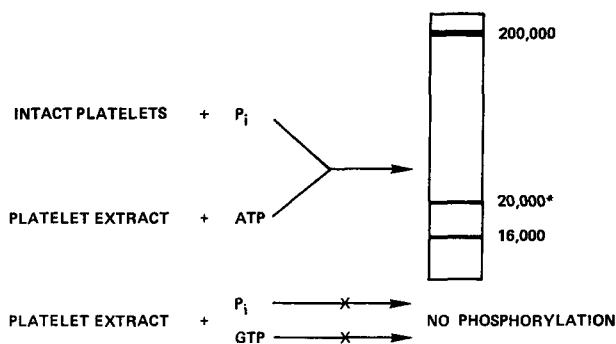 200,000
INTACT PLATELETS + Pi
PLATELET EXTRACT + ATP
20,000*
16,000
PLATELET EXTRACT + Pi
GTP
NO PHOSPHORYLATION